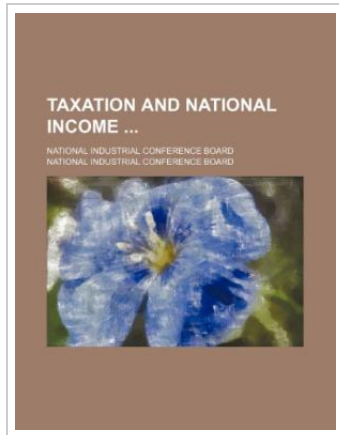 TAXATION AND NATIONAL
INCOME ...
NATIONAL INDUSTRIAL CONFERENCE BOARD
NATIONAL INDUSTRIAL CONFERENCE BOARD